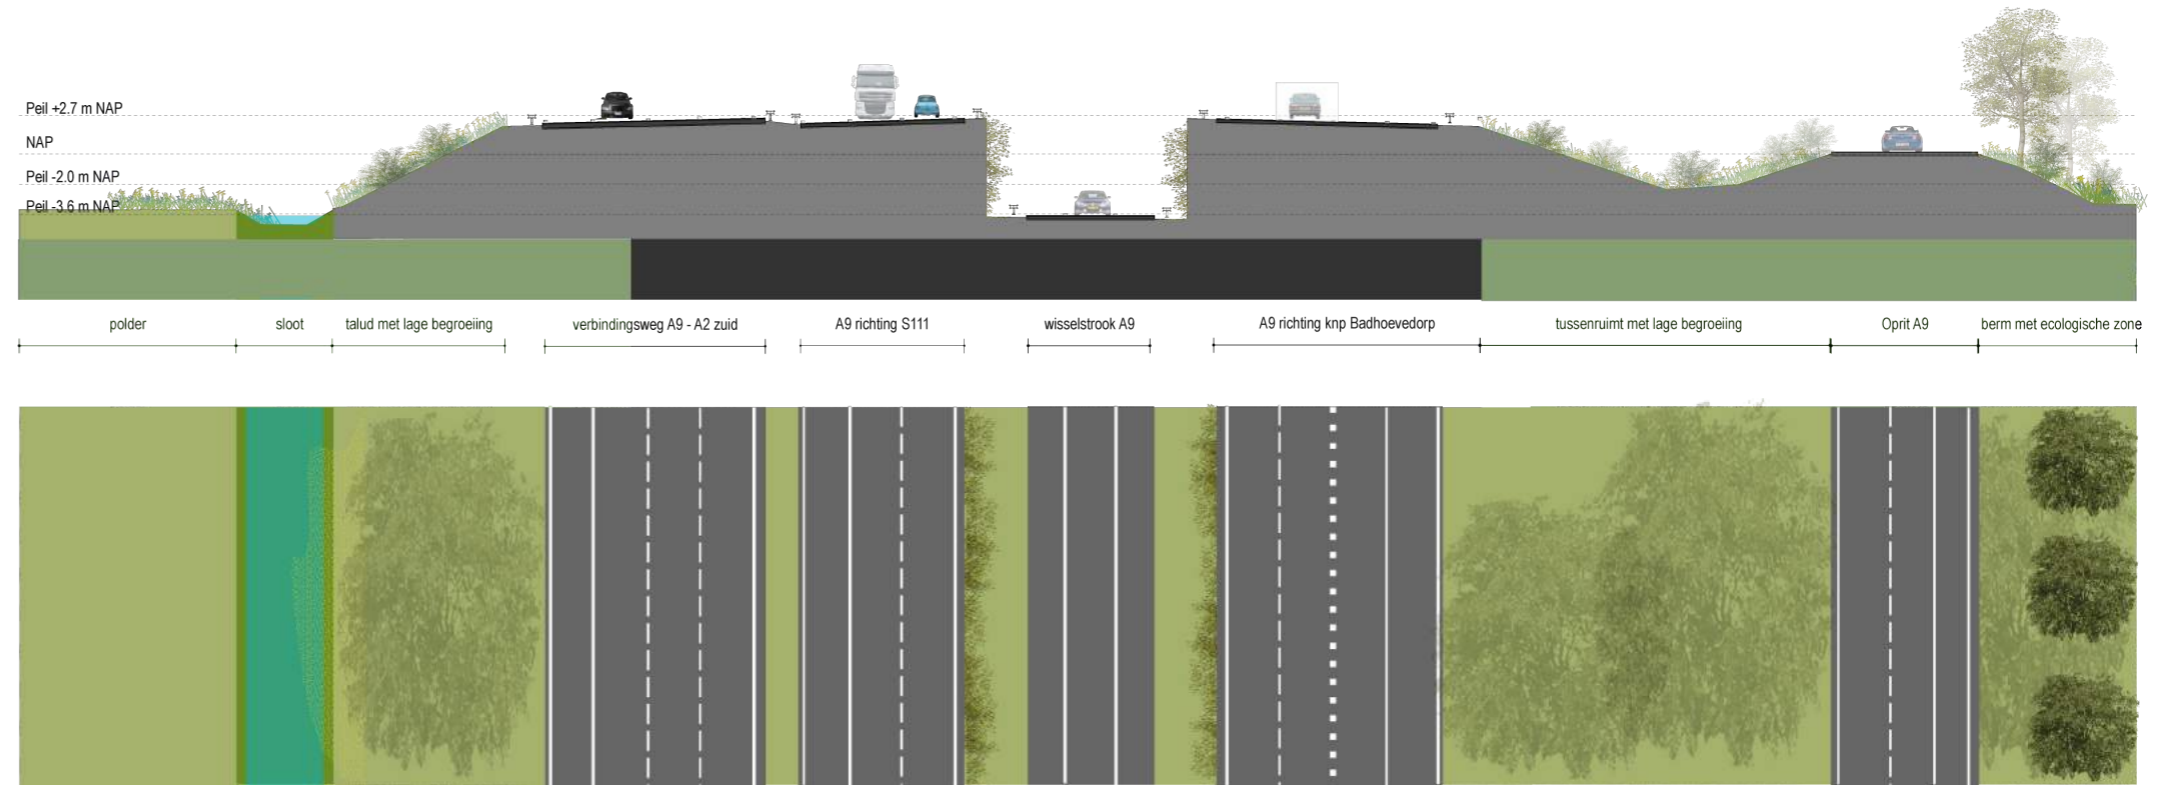 Peil +2.7 m NAP
NAP
Peil -2.0 m NAP
Peil -3.6 m NAP
polder
sloot
talud met lage begroeiing
verbindingsweg A9 - A2 zuid
A9 richting S111
wisselstrook A9
A9 richting knp Badhoevedorp
tussenruimt met lage begroeiing
Oprit A9
berm met ecologische zone